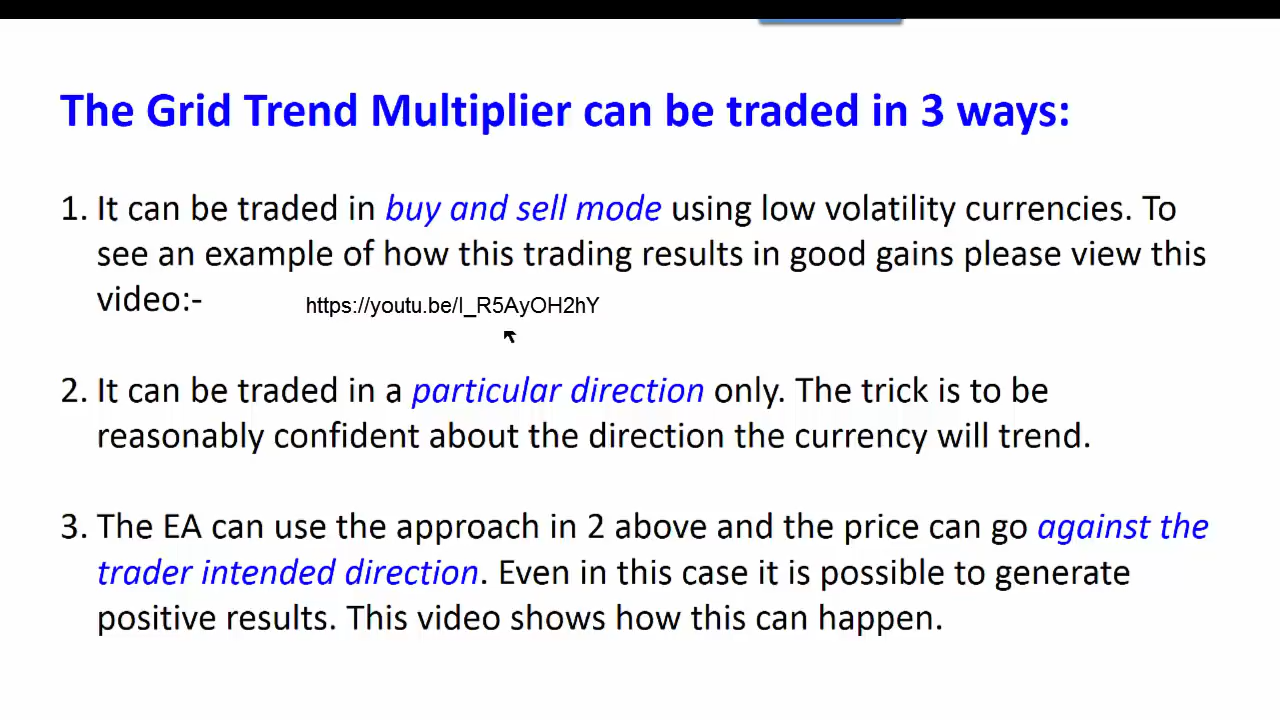 The Grid Trend Multiplier can be traded in 3 ways:
1. It can be traded in buy and sell mode using low volatility currencies. To
see an example of how this trading results in good gains please view this
video:- https://youtu.be/I_R5AyOH2hY
2. It can be traded in a particular direction only. The trick is to be
reasonably confident about the direction the currency will trend.
3. The EA can use the approach in 2 above and the price can go against the
trader intended direction. Even in this case it is possible to generate
positive results. This video shows how this can happen.